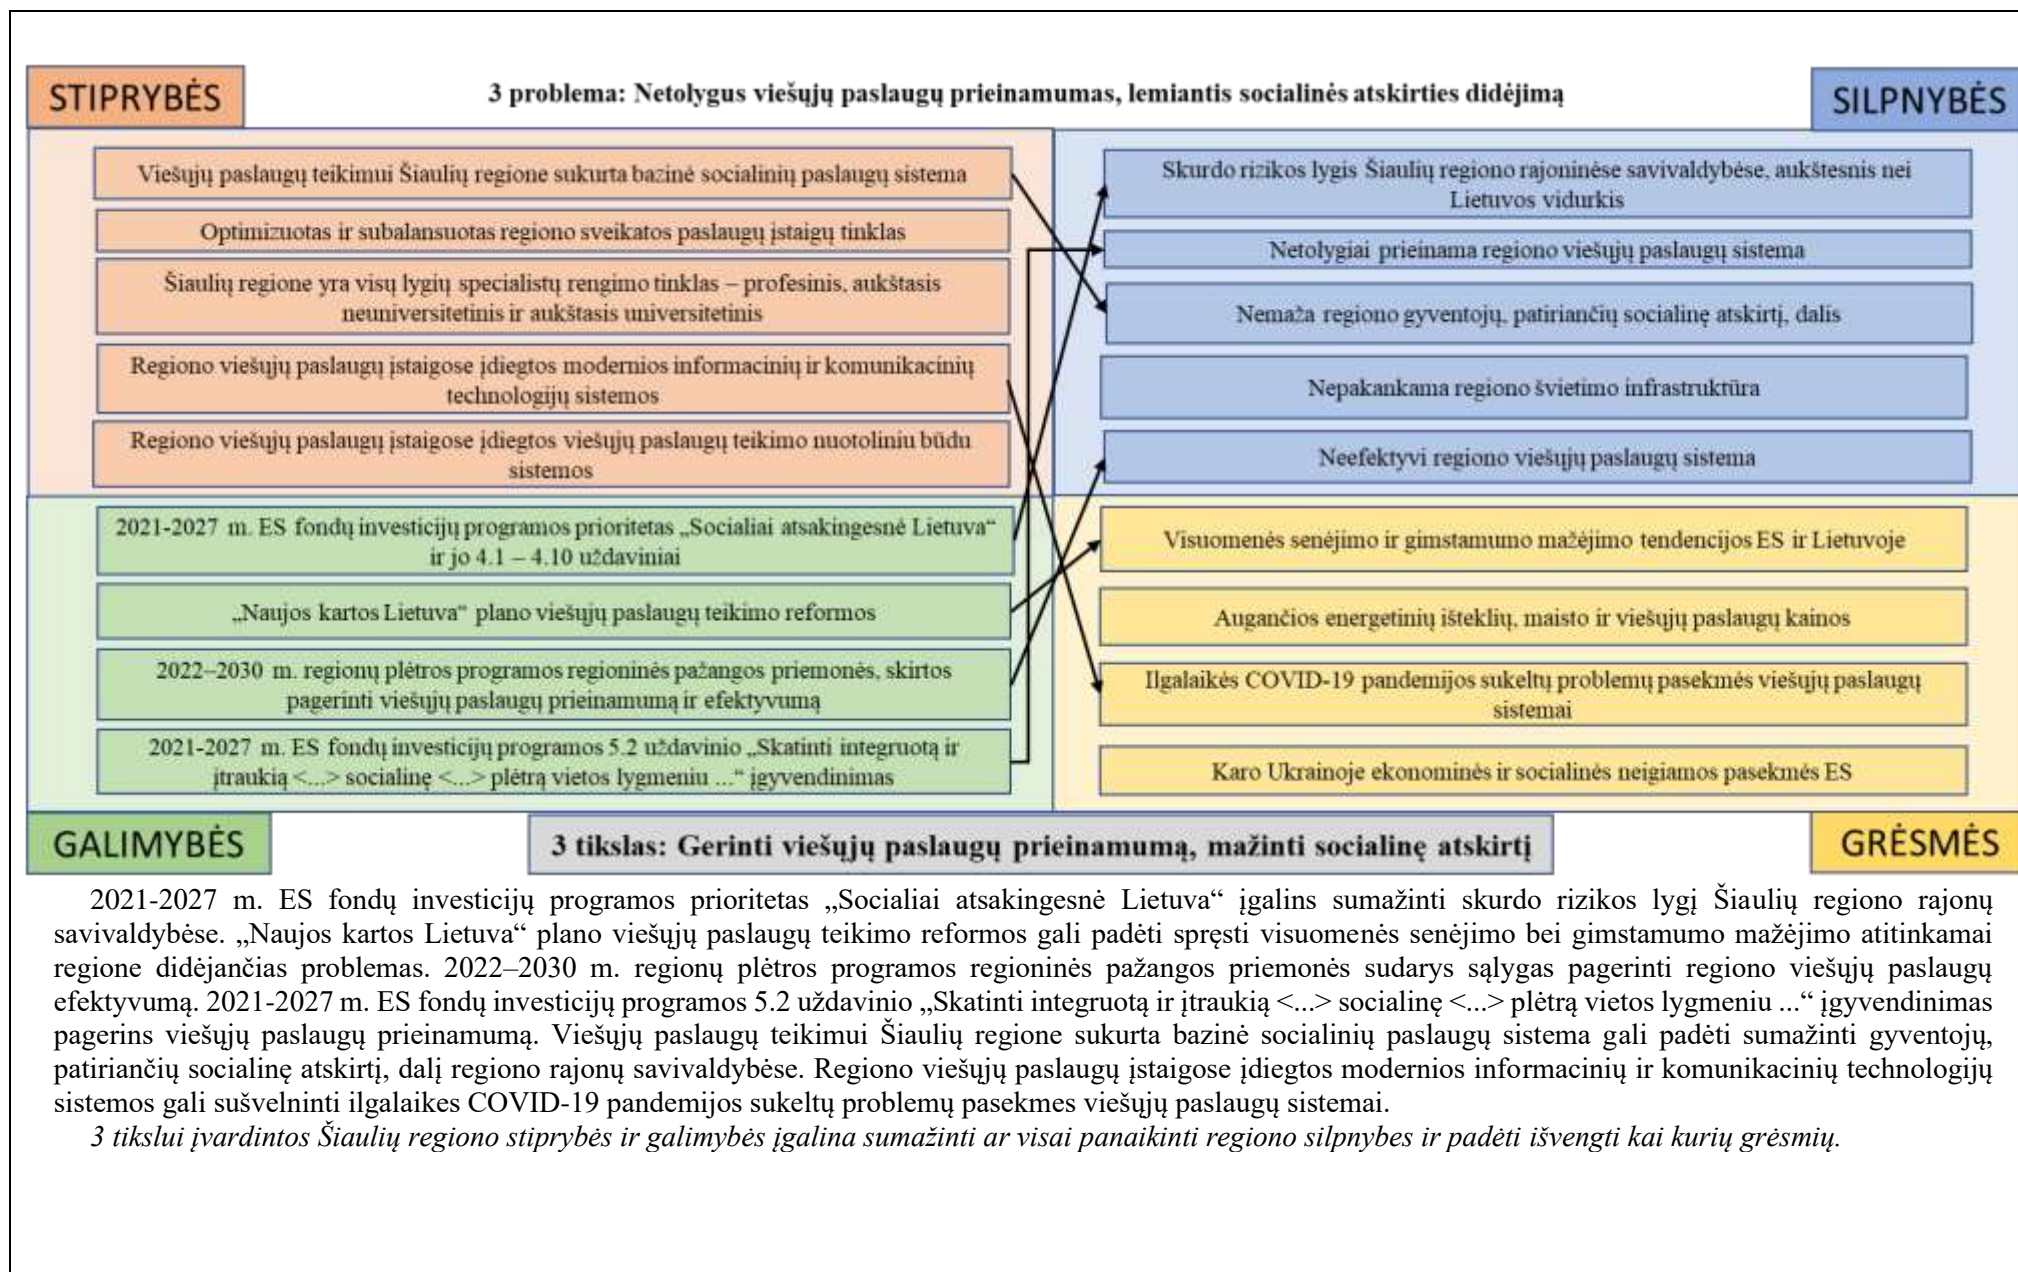 STIPRYBĖS
3 problema: Netolygus viešųjų paslaugų prieinamumas, lemiantis socialinės atskirties didėjimą
SILPNYBĖS
Viešųjų paslaugų teikimui Šiaulių regione sukurta bazinė socialinių paslaugų sistema
Optimizuotas ir subalansuotas regiono sveikatos paslaugų įstaigų tinklas
Šiaulių regione yra visų lygių specialistų rengimo tinklas – profesinis, aukštasis
neuniversitetinis ir aukštasis universitetinis
Regiono viešųjų paslaugų įstaigose įdiegtos modernios informacinių ir komunikacinių
technologijų sistemos
Regiono viešųjų paslaugų įstaigose įdiegtos viešųjų paslaugų teikimo nuotoliniu būdu
sistemos
Skurdo rizikos lygis Šiaulių regiono rajoninėse savivaldybėse, aukštesnis nei
Lietuvos vidurkis
Netolygiai prieinama regiono viešųjų paslaugų sistema
Nemaža regiono gyventojų, patiriančių socialinę atskirtį, dalis
Nepakankama regiono švietimo infrastruktūra
Neefektyvi regiono viešųjų paslaugų sistema
2021-2027 m. ES fondų investicijų programos prioritetas „Socialiai atsakingesnė Lietuva“
ir jo 4.1 – 4.10 uždaviniai
„Naujos kartos Lietuva“ plano viešųjų paslaugų teikimo reformos
2022–2030 m. regionų plėtros programos regioninės pažangos priemonės, skirtos
pagerinti viešųjų paslaugų prieinamumą ir efektyvumą
2021-2027 m. ES fondų investicijų programos 5.2 uždavinio „Skatinti integruotą ir
įtraukią <...> socialinę <...> plėtrą vietos lygmeniu ...“ įgyvendinimas
Visuomenės senėjimo ir gimstamumo mažėjimo tendencijos ES ir Lietuvoje
Augančios energetinių išteklių, maisto ir viešųjų paslaugų kainos
Ilgalaikės COVID-19 pandemijos sukeltų problemų pasekmės viešųjų paslaugų
sistemai
Karo Ukrainoje ekonominės ir socialinės neigiamos pasekmės ES
GALIMYBĖS
3 tikslas: Gerinti viešųjų paslaugų prieinamumą, mažinti socialinę atskirtį
GRĖSMĖS
2021-2027 m. ES fondų investicijų programos prioritetas „Socialiai atsakingesnė Lietuva“ įgalins sumažinti skurdo rizikos lygį Šiaulių regiono rajonų
savivaldybėse. „Naujos kartos Lietuva“ plano viešųjų paslaugų teikimo reformos gali padėti spręsti visuomenės senėjimo bei gimstamumo mažėjimo atitinkamai
regione didėjančias problemas. 2022–2030 m. regionų plėtros programos regioninės pažangos priemonės sudarys sąlygas pagerinti regiono viešųjų paslaugų
efektyvumą. 2021-2027 m. ES fondų investicijų programos 5.2 uždavinio „Skatinti integruotą ir įtraukią <...> socialinę <...> plėtrą vietos lygmeniu ...“ įgyvendinimas
pagerins viešųjų paslaugų prieinamumą. Viešųjų paslaugų teikimui Šiaulių regione sukurta bazinė socialinių paslaugų sistema gali padėti sumažinti gyventojų,
patiriančių socialinę atskirtį, dalį regiono rajonų savivaldybėse. Regiono viešųjų paslaugų įstaigose įdiegtos modernios informacinių ir komunikacinių technologijų
sistemos gali sušvelninti ilgalaikes COVID-19 pandemijos sukeltų problemų pasekmes viešųjų paslaugų sistemai.
3 tikslui įvardintos Šiaulių regiono stiprybės ir galimybės įgalina sumažinti ar visai panaikinti regiono silpnybes ir padėti išvengti kai kurių grėsmių.